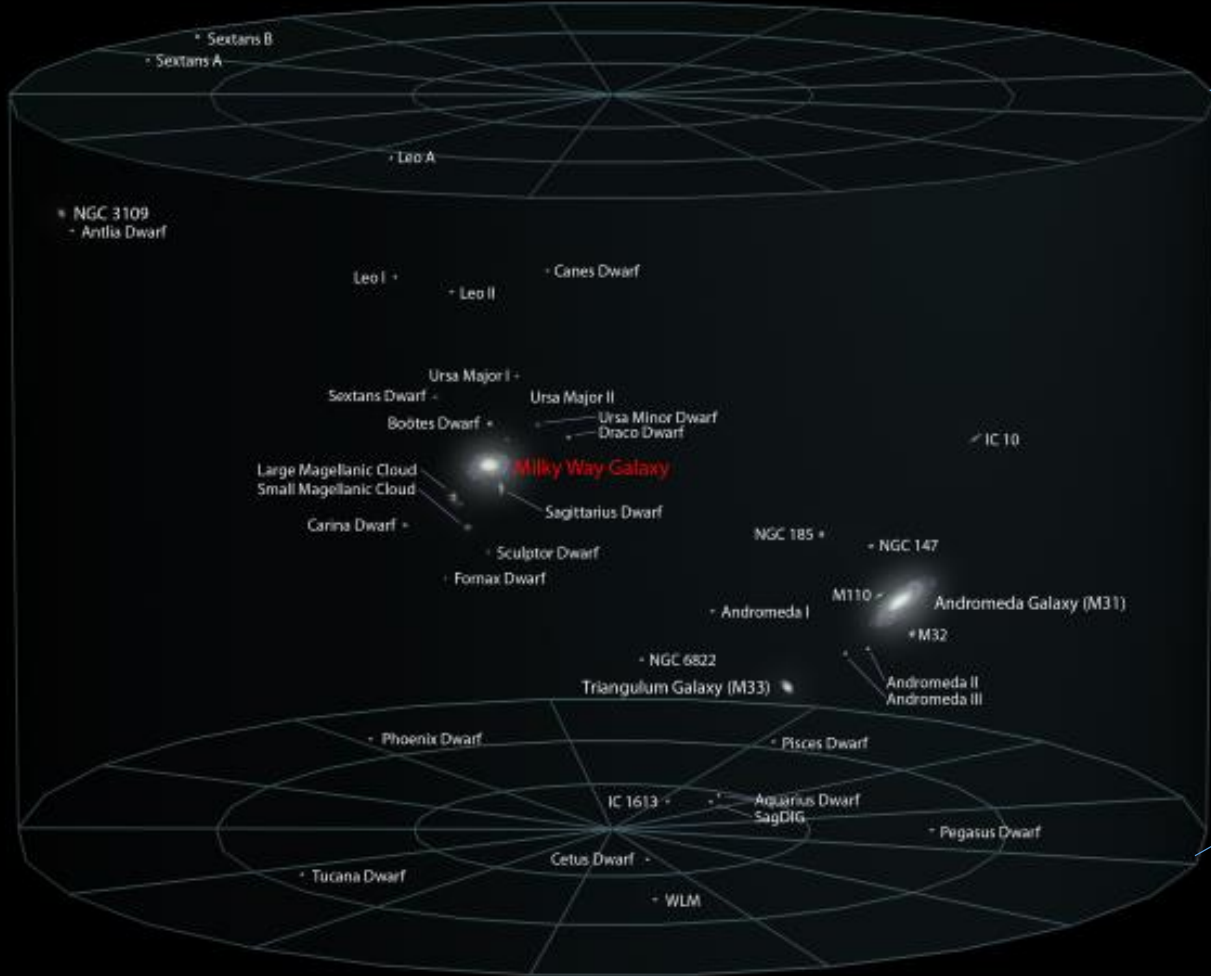 Sextans B
Sextans A
Leo A
NGC 3109
Antlia Dwarf
Canes Dwarf
Leo I
Leo II
Ursa Major I
Sextans Dwarf
Ursa Major II
Ursa Minor Dwarf
Boötes Dwarf
Draco Dwarf
IC 10
Milky Way Galaxy
Large Magellanic Cloud
Small Magellanic Cloud
Sagittarius Dwarf
Carina Dwarf
NGC 185
NGC 147
Sculptor Dwarf
Fornax Dwarf
M110
Andromeda Galaxy (M31)
Andromeda I
M32
NGC 6822
Andromeda II
Triangulum Galaxy (M33)
Andromeda III
Phoenix Dwarf
Pisces Dwarf
IC 1613
Aquarius Dwarf
SagDIG
Pegasus Dwarf
Cetus Dwarf
Tucana Dwarf
WLM